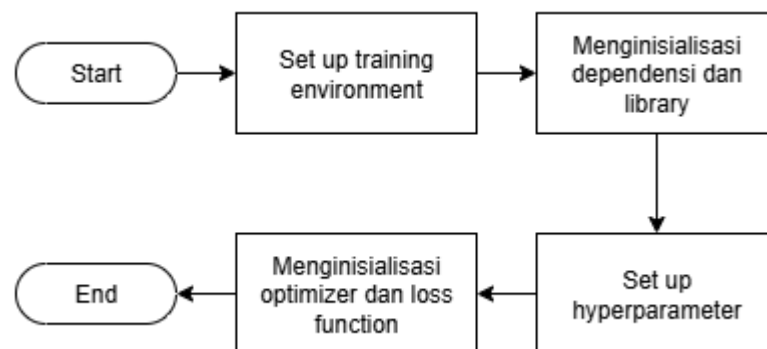 Start
Set up training
environment
Menginisialisasi
dependensi dan
library
Set up
hyperparameter
Menginisialisasi
optimizer dan loss
function
End